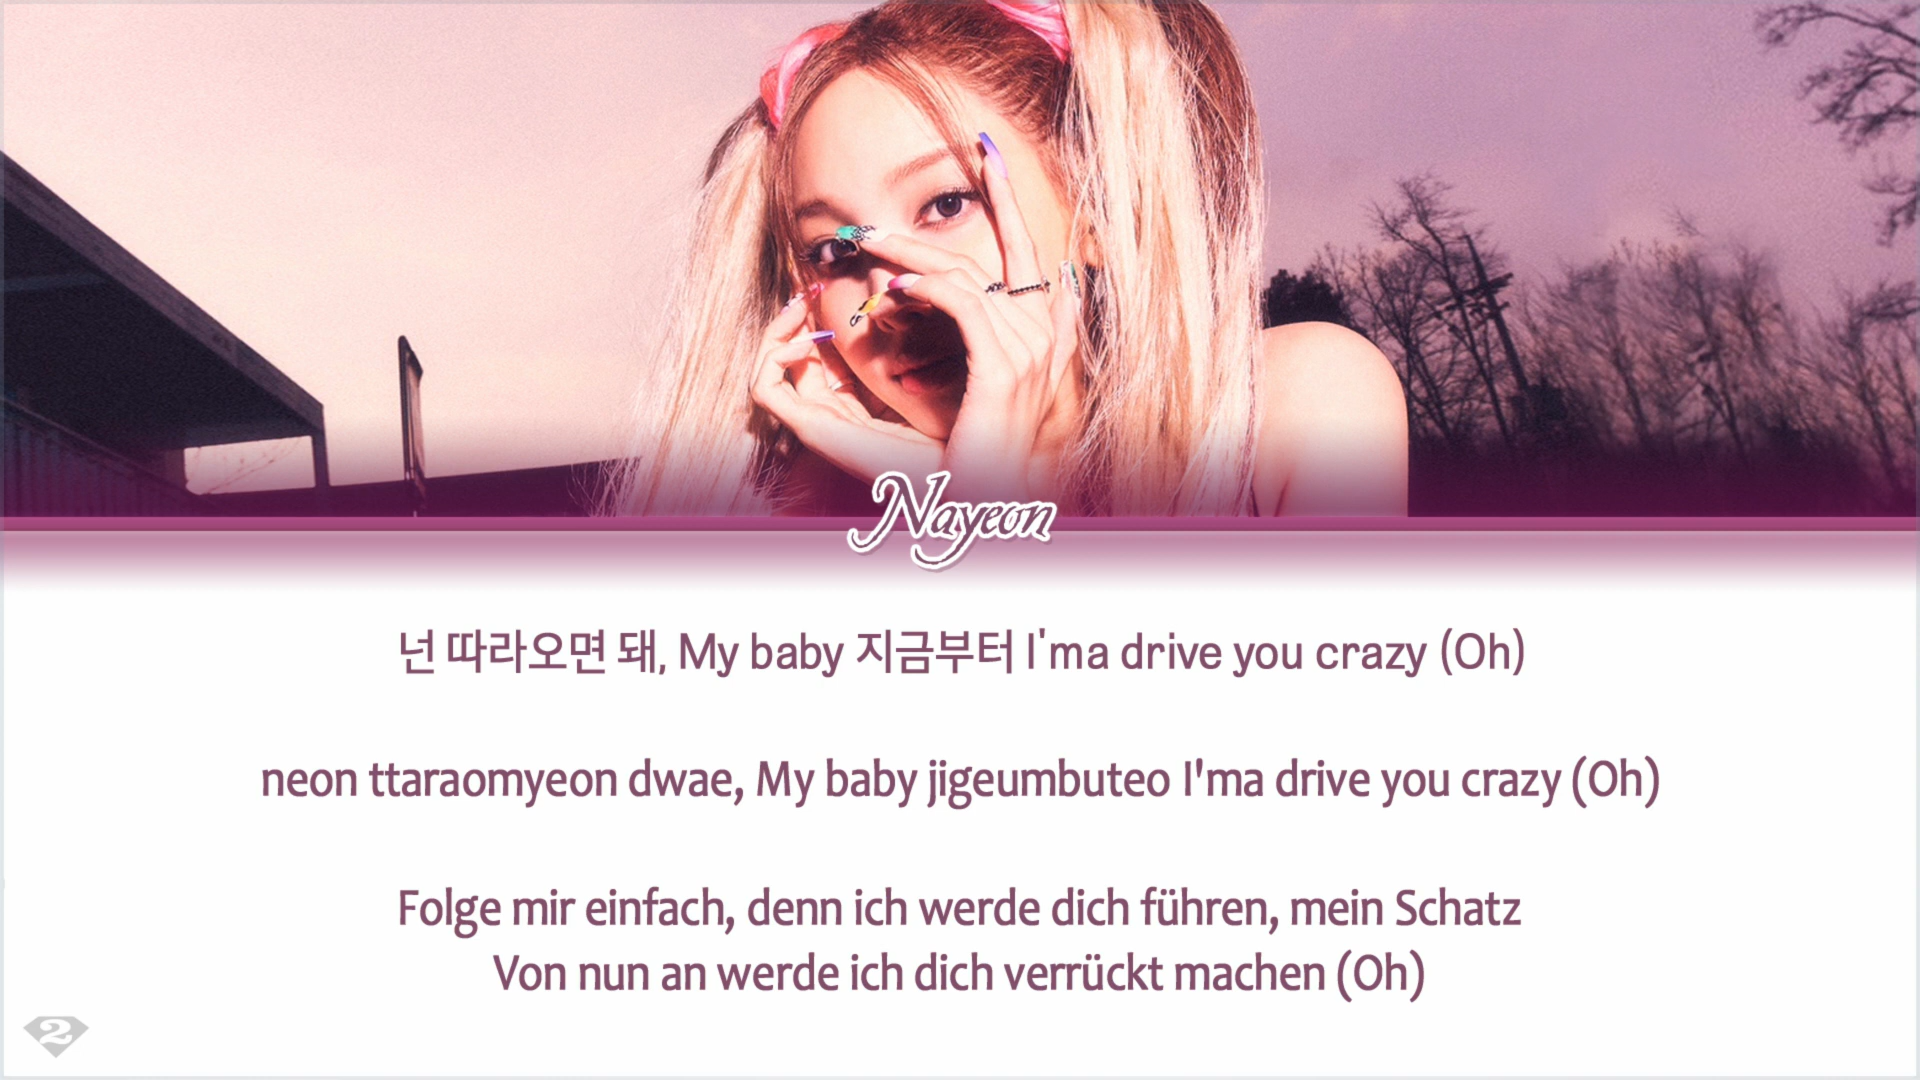 Nayeon
넌 따라오면 돼, My baby 지금부터 I'ma drive you crazy (Oh)
neon ttaraomyeon dwae, My baby jigeumbuteo I'ma drive you crazy (Oh)
Folge mir einfach, denn ich werde dich führen, mein Schatz
Von nun an werde ich dich verrückt machen (Oh)
2